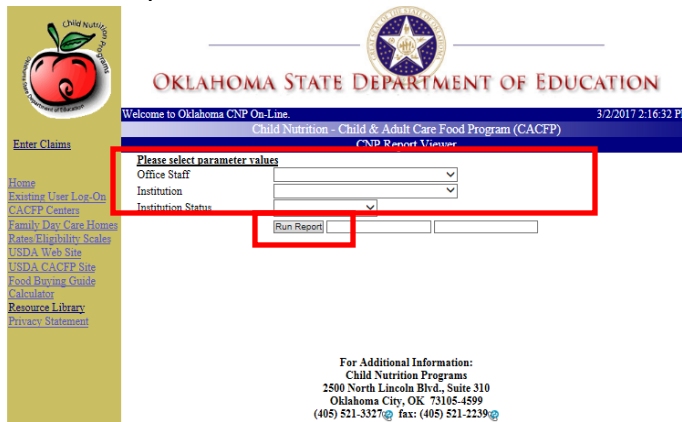 Child Nutrition Programs
Oklahoma State Department of Education
Welcome to Oklahoma CNP On-Line.
3/2/2017 2:16:32 P
Child Nutrition - Child & Adult Care Food Program (CACFP)
CNP Report Viewer
Enter Claims
Please select parameter values
Office Staff
Institution
Institution Status
Run Report
Home
Existing User Log-On
CACFP Centers
Family Day Care Homes
Rates/Eligibility Scales
USDA Web Site
USDA CACFP Site
Food Buying Guide
Calculator
Resource Library
Privacy Statement
For Additional Information:
Child Nutrition Programs
2500 North Lincoln Blvd., Suite 310
Oklahoma City, OK 73105-4599
(405) 521-3327 fax: (405) 521-2239